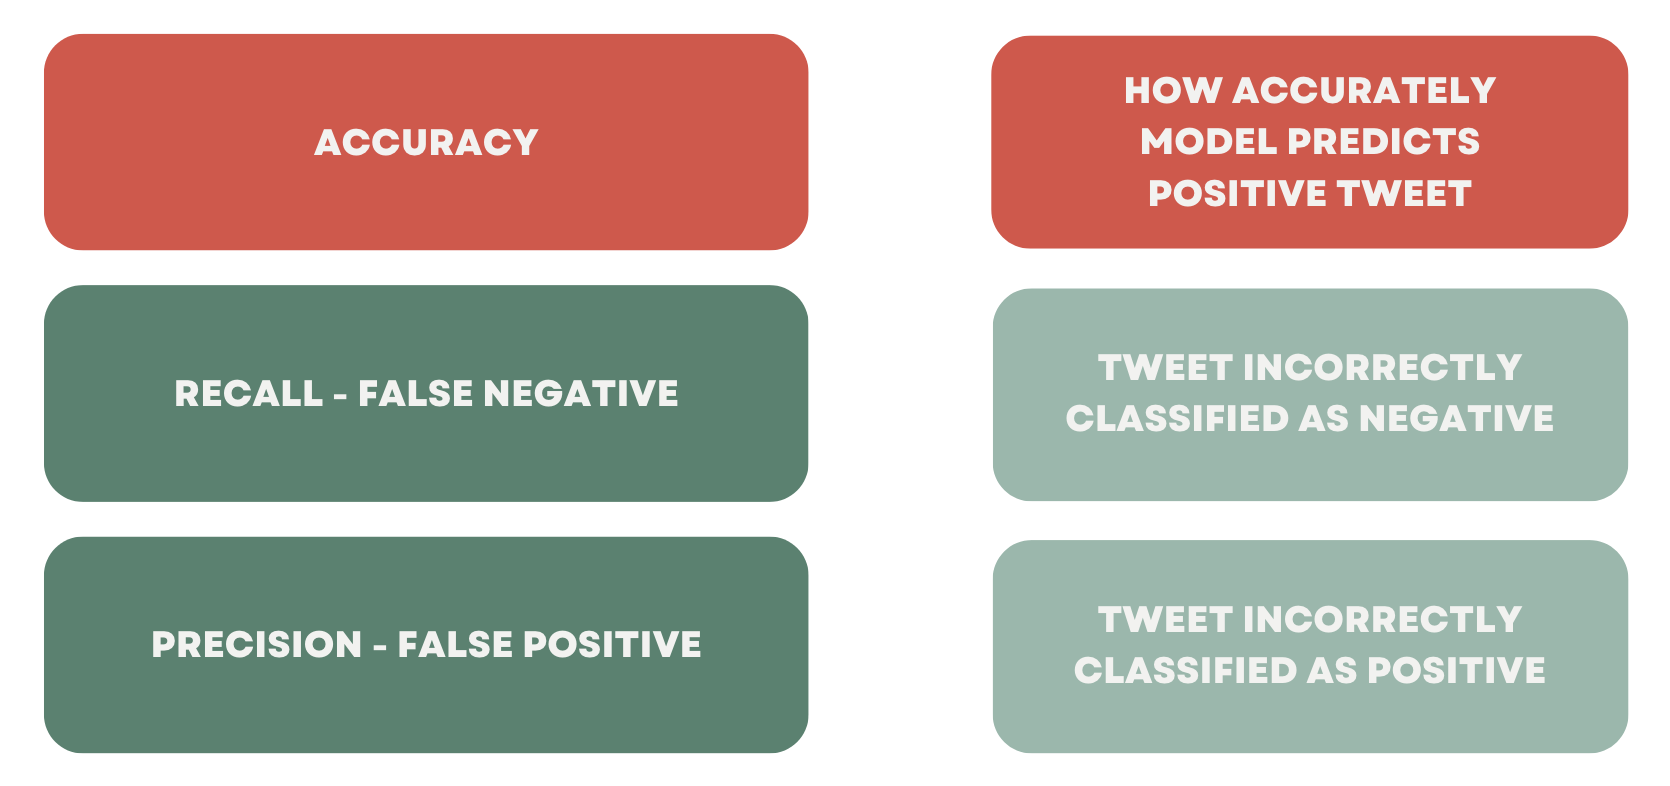 ACCURACY
HOW ACCURATELY
MODEL PREDICTS
POSITIVE TWEET
RECALL - FALSE NEGATIVE
TWEET INCORRECTLY
CLASSIFIED AS NEGATIVE
PRECISION - FALSE POSITIVE
TWEET INCORRECTLY
CLASSIFIED AS POSITIVE